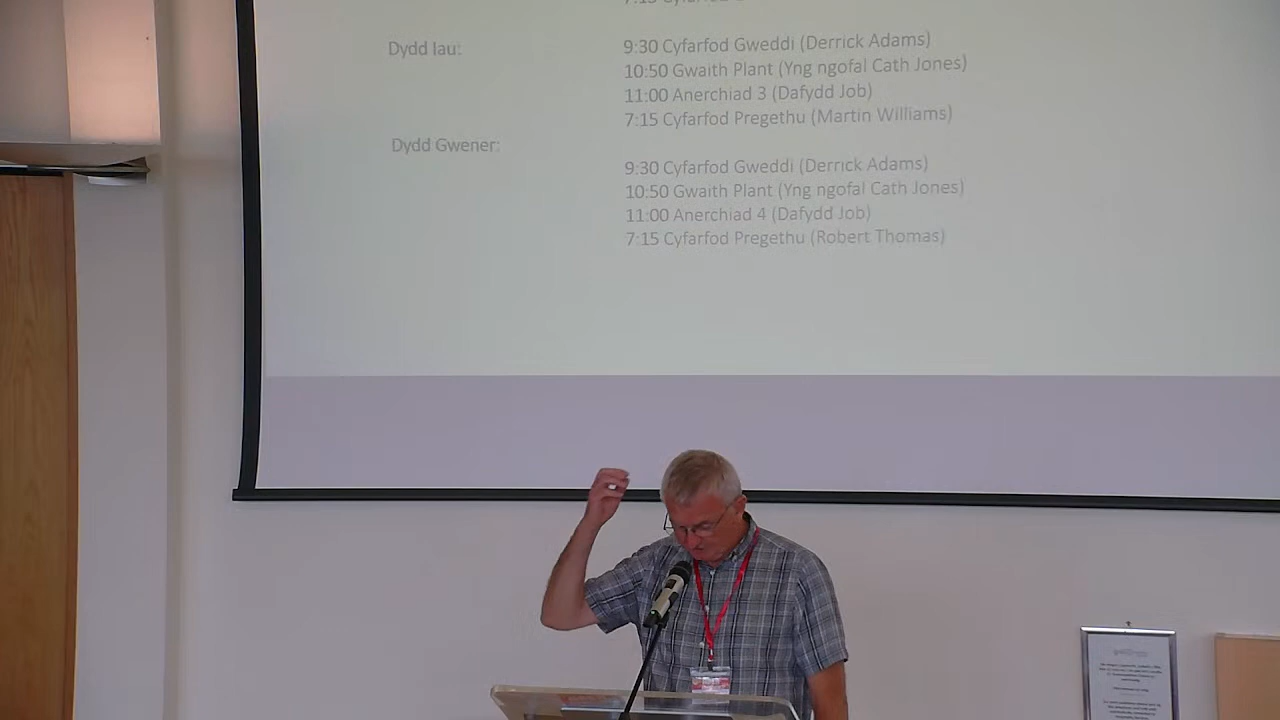 Dydd Iau:
9:30 Cyfarfod Gweddi (Derrick Adams)
10:50 Gwaith Plant (Yng ngofal Cath Jones)
11:00 Anerchiad 3 (Dafydd Job)
7:15 Cyfarfod Pregethu (Martin Williams)
Dydd Gwener:
9:30 Cyfarfod Gweddi (Derrick Adams)
10:50 Gwaith Plant (Yng ngofal Cath Jones)
11:00 Anerchiad 4 (Dafydd Job)
7:15 Cyfarfod Pregethu (Robert Thomas)